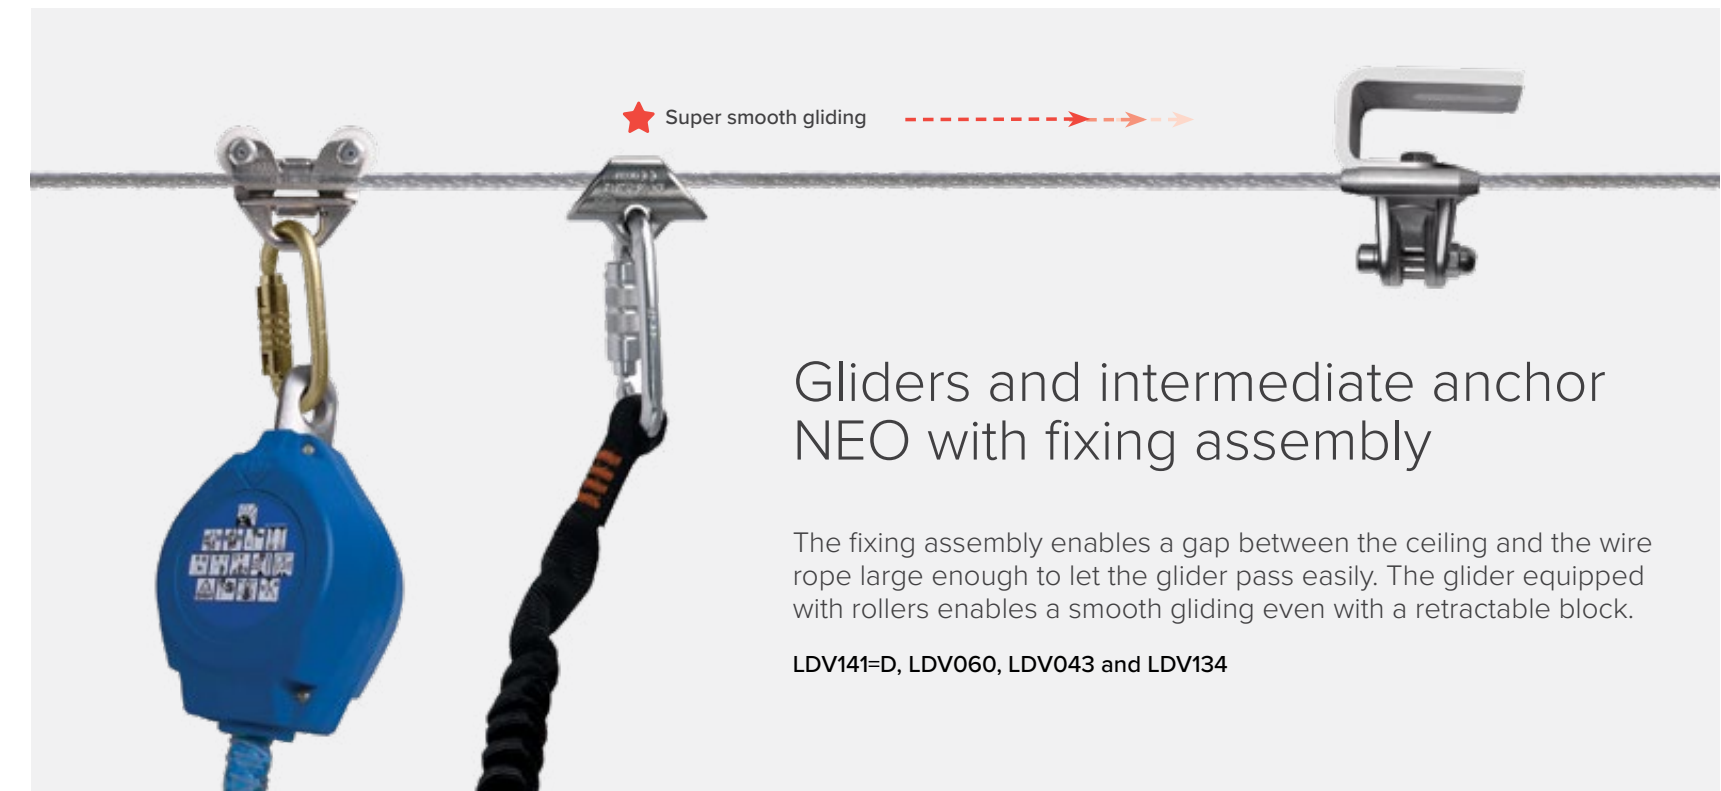 Super smooth gliding
Gliders and intermediate anchor
NEO with fixing assembly
The fixing assembly enables a gap between the ceiling and the wire
rope large enough to let the glider pass easily. The glider equipped
with rollers enables a smooth gliding even with a retractable block.
LDV141=D, LDV060, LDV043 and LDV134